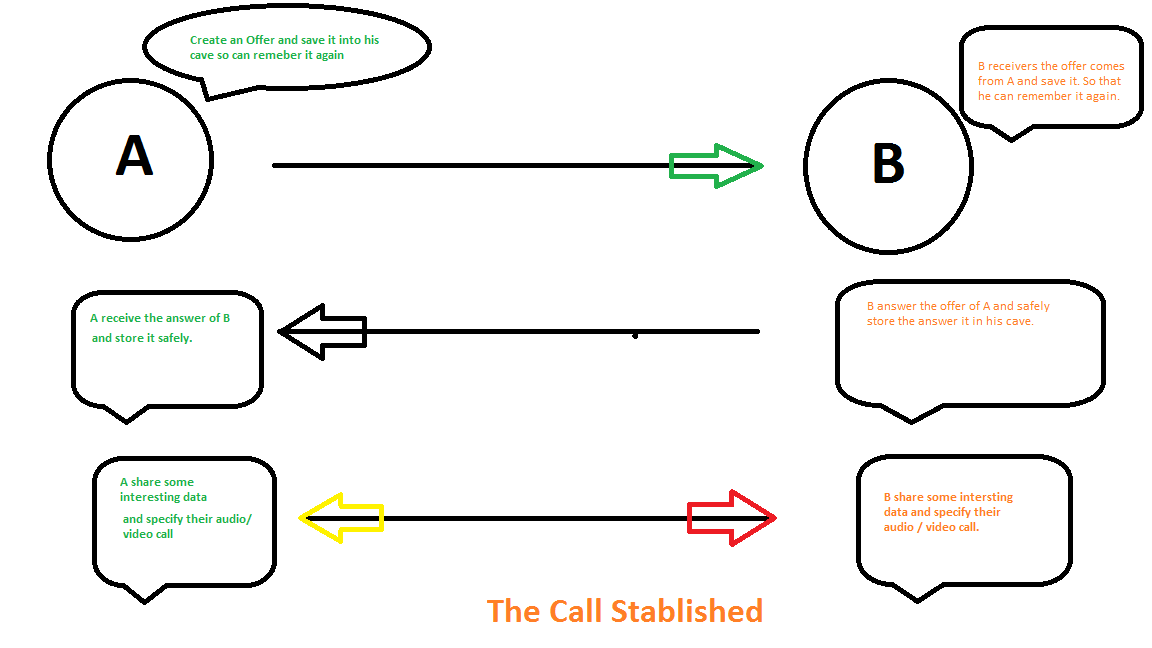 Create an Offer and save it into his
cave so can remeber it again
A
B receivers the offer comes
from A and save it. So that
he can remember it again.
B
A receive the answer of B
and store it safely.
B answer the offer of A and safely
store the answer it in his cave.
A share some
interesting data
and specify their audio/
video call
B share some intersting
data and specify their
audio / video call.
The Call Stablished